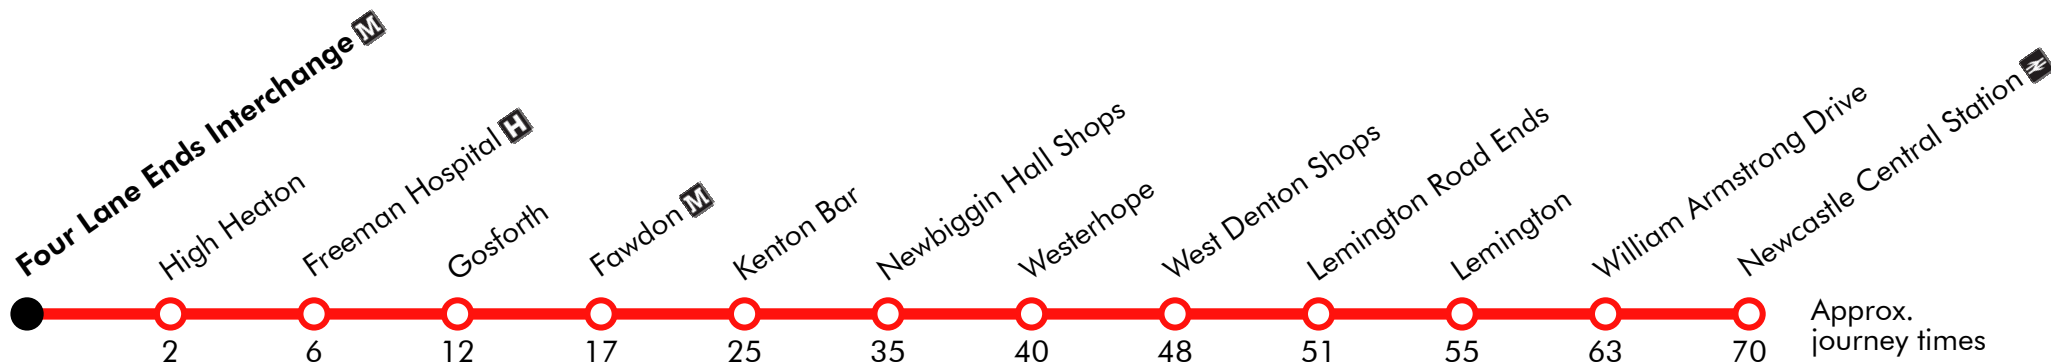 Four Lane Ends Interchange M
High Heaton
Freeman Hospital H
Gosforth
Fawdon M
Kenton Bar
Newbiggin Hall Shops
Westerhope
West Denton Shops
Lemington Road Ends
Lemington
William Armstrong Drive
Newcastle Central Station
2 6 12 17 25 35 40 48 51 55 63 70
Approx.
journey times